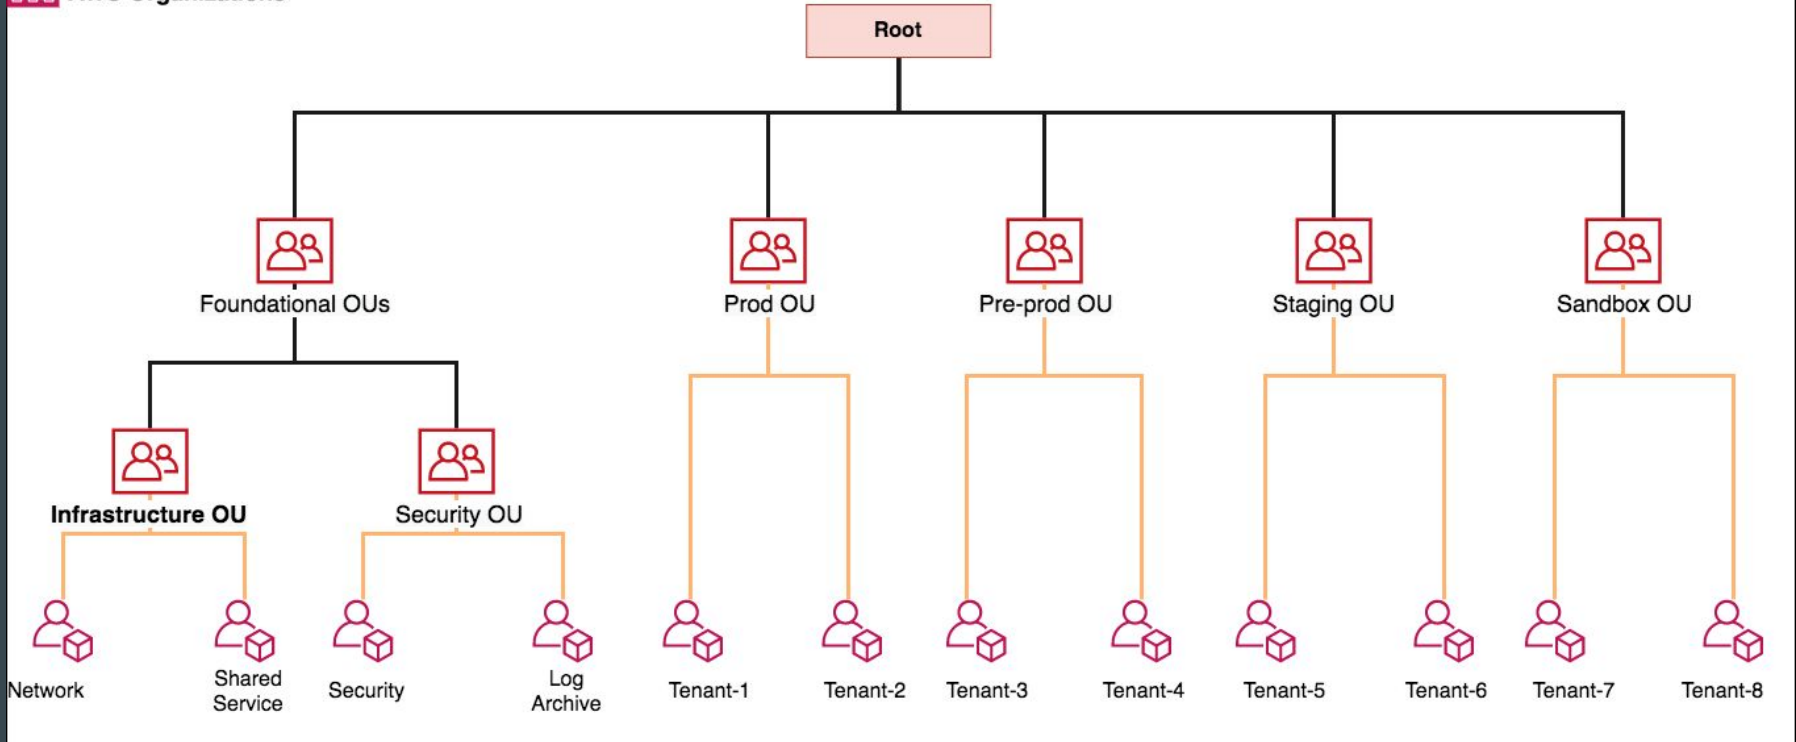 Organizations
Root
Foundational OUs
Prod OU
Pre-prod OU
Staging OU
Sandbox OU
Infrastructure OU
Security OU
Network
Shared
Service
Security
Log
Archive
Tenant-1
Tenant-2
Tenant-3
Tenant-4
Tenant-5
Tenant-6
Tenant-7
Tenant-8